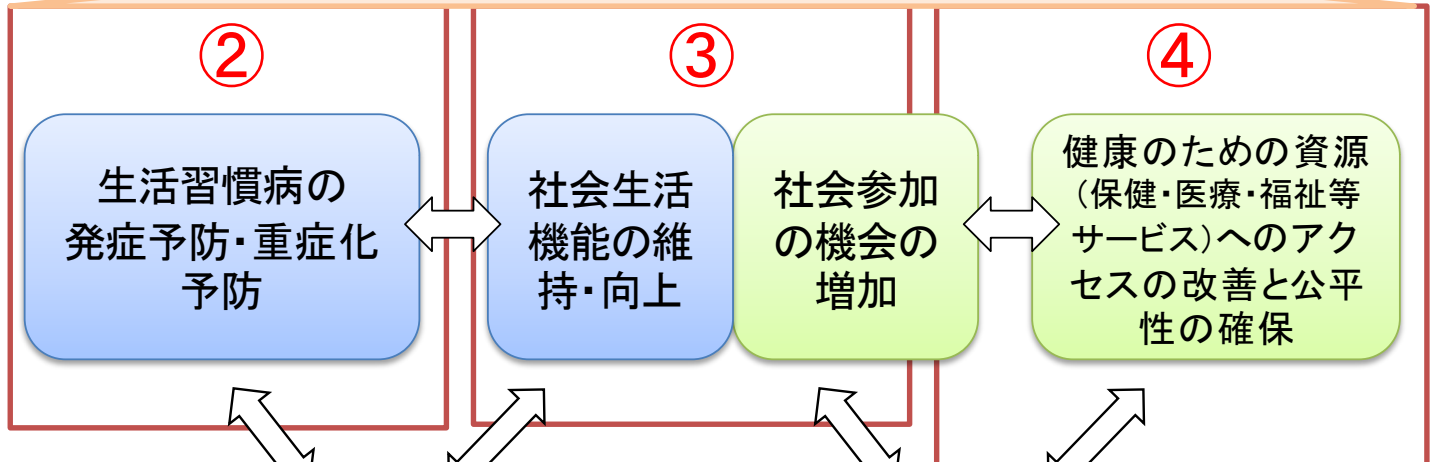 ②
生活習慣病の
発症予防・重症化
予防
③
社会生活
機能の維
持・向上
社会参加
の機会の
増加
④
健康のための資源
（保健・医療・福祉等
サービス）へのアク
セスの改善と公平
性の確保